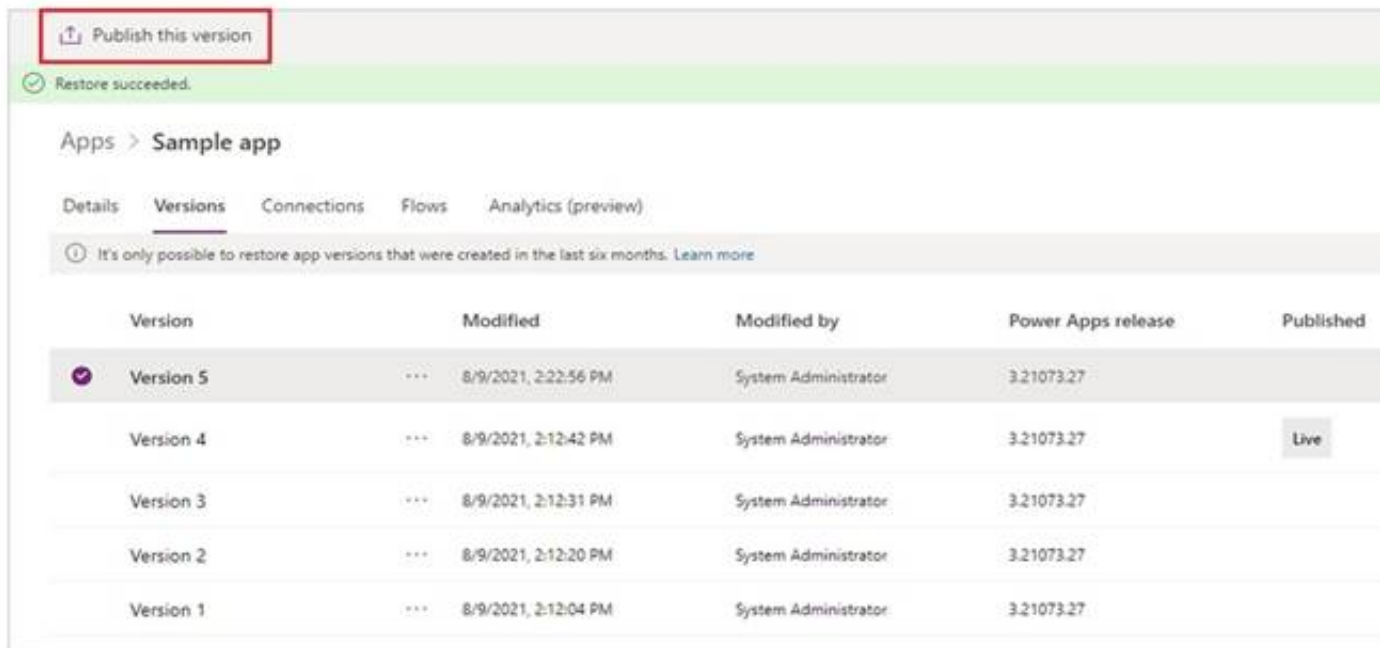 Publish this version
Restore succeeded.
Apps > Sample app
Details Versions Connections Flows Analytics (preview)
It's only possible to restore app versions that were created in the last six months. Learn more
Version Modified Modified by Power Apps release Published
Version 5 ··· 8/9/2021, 2:22:56 PM System Administrator 3.21073.27
Version 4 ··· 8/9/2021, 2:12:42 PM System Administrator 3.21073.27 Live
Version 3 ··· 8/9/2021, 2:12:31 PM System Administrator 3.21073.27
Version 2 ··· 8/9/2021, 2:12:20 PM System Administrator 3.21073.27
Version 1 ··· 8/9/2021, 2:12:04 PM System Administrator 3.21073.27